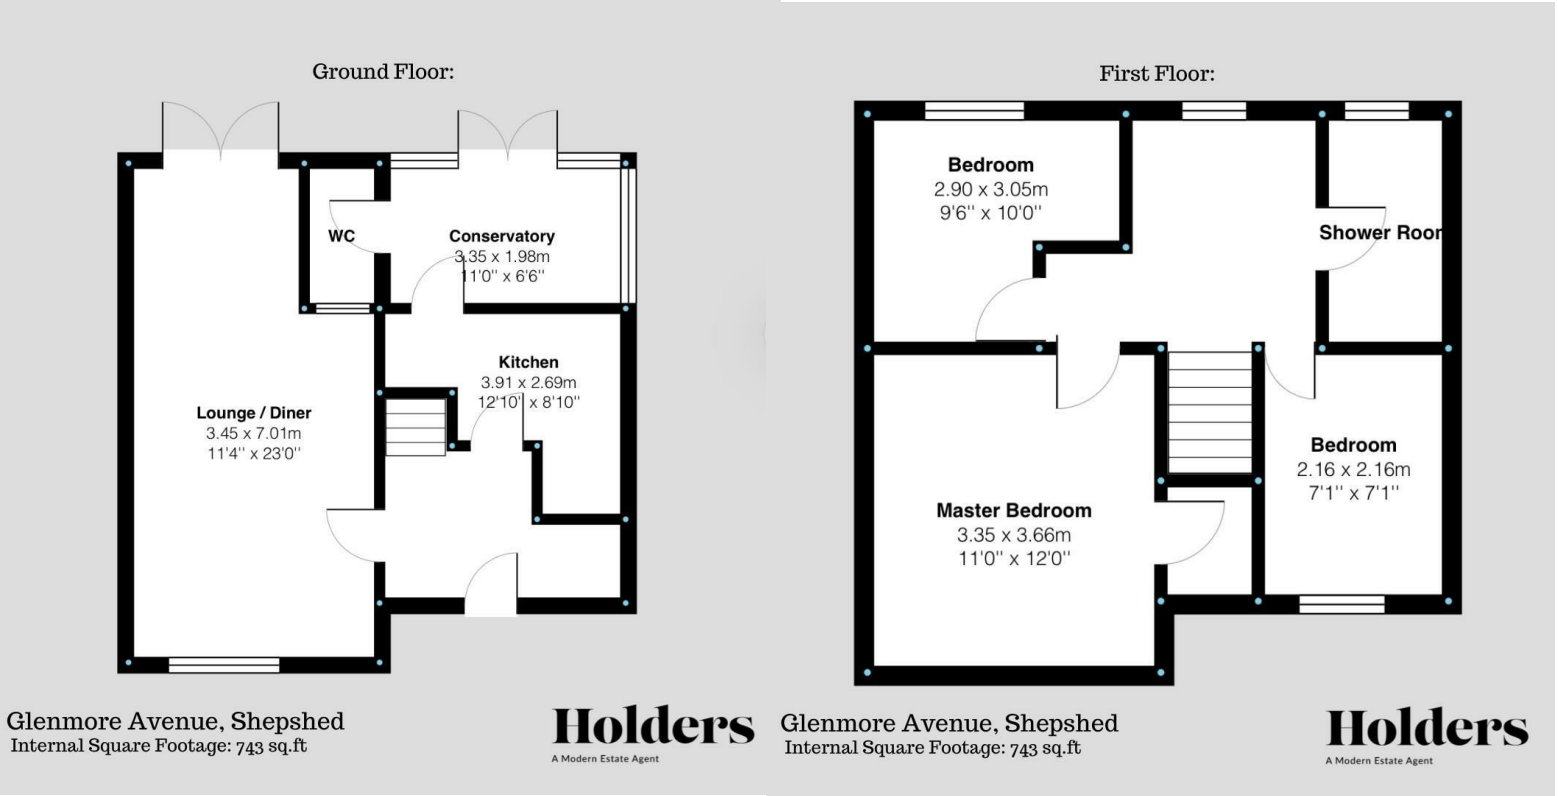 Ground Floor:
WC
Conservatory
3.35 x 1.98m
11'0" x 6'6"
Kitchen
3.91 x 2.69m
12'10" x 8'10"
Lounge / Diner
3.45 x 7.01m
11'4" x 23'0"
Glenmore Avenue, Shepshed
Internal Square Footage: 743 sq.ft
Holders
A Modern Estate Agent
First Floor:
Bedroom
2.90 x 3.05m
9'6" x 10'0"
Shower Roor
Bedroom
2.16 x 2.16m
7'1" x 7'1"
Master Bedroom
3.35 x 3.66m
11'0" x 12'0"
Glenmore Avenue, Shepshed
Internal Square Footage: 743 sq.ft
Holders
A Modern Estate Agent